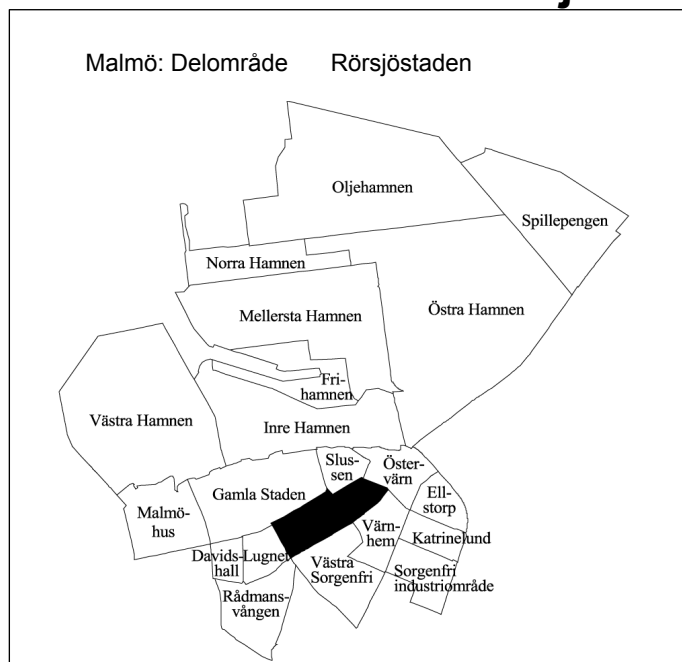 Malmö: Delområde Rörsjöstaden
Oljehamnen
Spillepengen
Norra Hamnen
Östra Hamnen
Mellersta Hamnen
Fri-
hamnen
Västra Hamnen
Inre Hamnen
Slus-
sen
Öster-
värn
Gamla Staden
Ell-
storp
Malmö-
hus
Värn-
hem
Katrinelund
Davids-
hall
Lugnet
Västra
Sorgenfri
Sorgenfri
industriområde
Rådmans-
vången